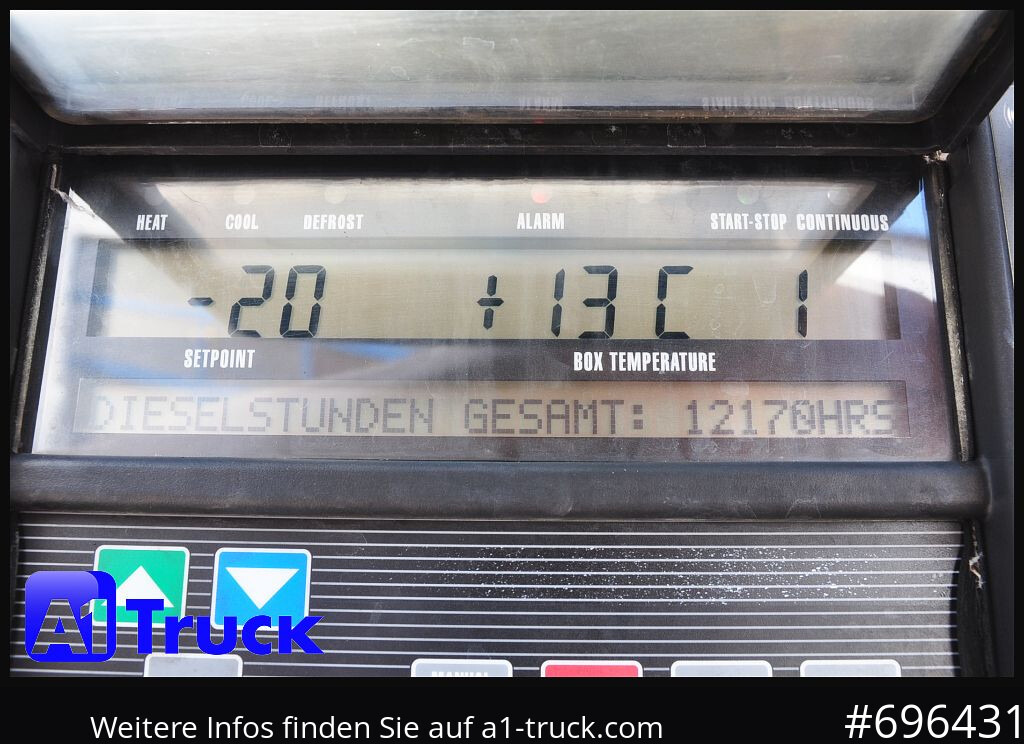 HEAT COOL DEFROST ALARM START-STOP CONTINUOUS
-20 +13C 1
SETPOINT BOX TEMPERATURE
DIESELSTUNDEN GESAMT: 12170HRS
A1 Truck
Weitere Infos finden Sie auf a1-truck.com #696431